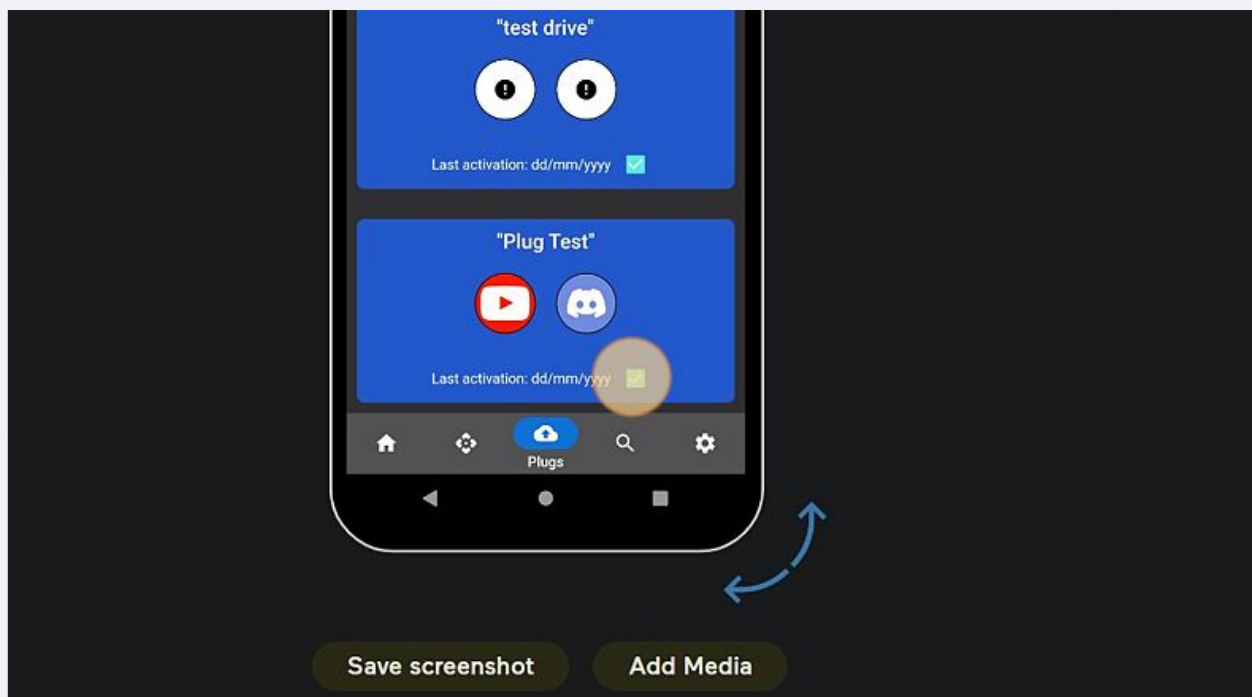 "test drive"
Last activation: dd/mm/yyyy
"Plug Test"
Last activation: dd/mm/yyyy
Plugs
Save screenshot
Add Media